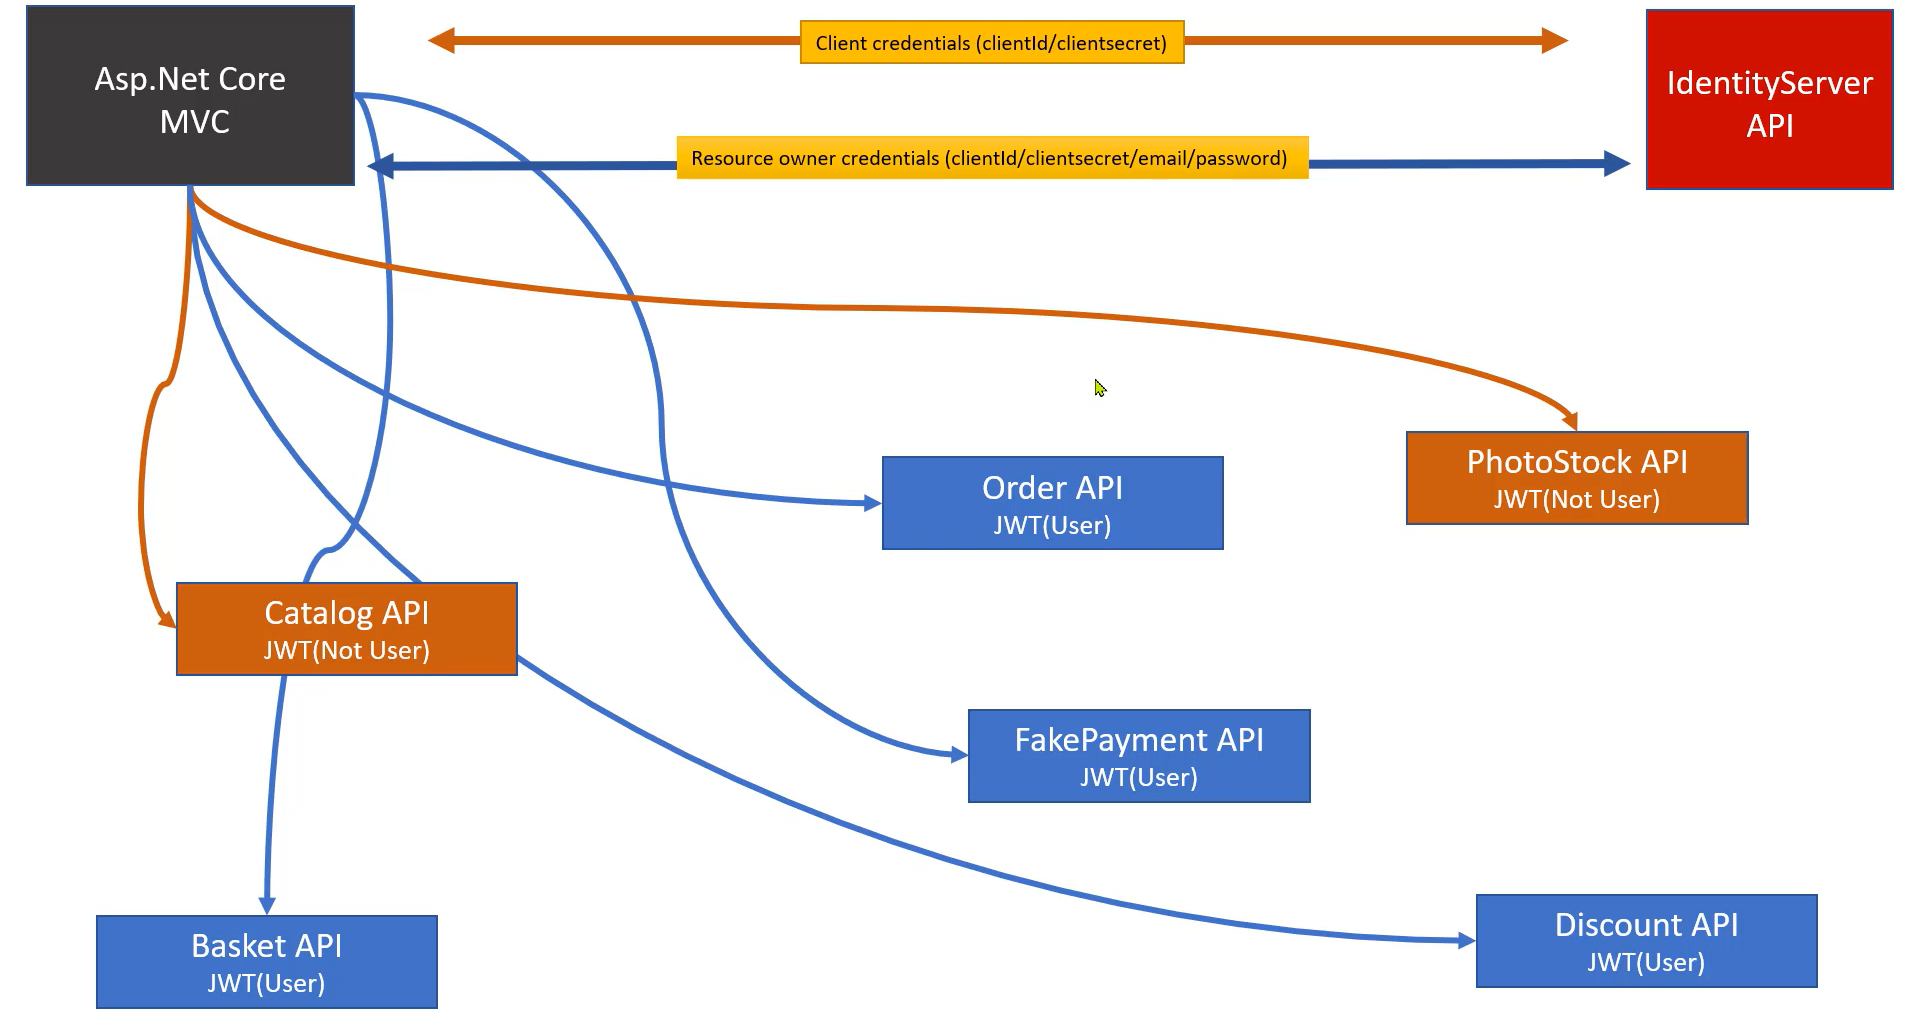 Asp.Net Core
MVC
Client credentials (clientId/clientsecret)
IdentityServer
API
Resource owner credentials (clientId/clientsecret/email/password)
PhotoStock API
JWT(Not User)
Order API
JWT(User)
Catalog API
JWT(Not User)
FakePayment API
JWT(User)
Discount API
JWT(User)
Basket API
JWT(User)